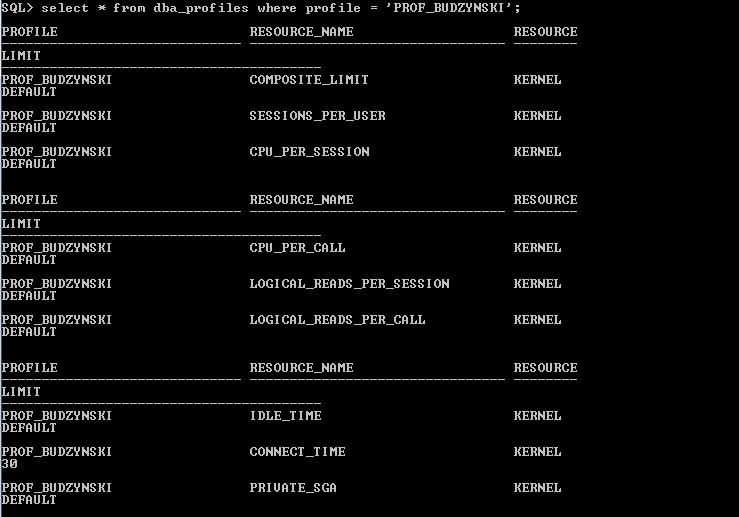 SQL> select * from dba_profiles where profile = 'PROF_BUDZYNSKI';
PROFILE RESOURCE_NAME RESOURCE
------------------------------ -------------------------------- --------
LIMIT
----------------------------------------
PROF_BUDZYNSKI COMPOSITE_LIMIT KERNEL
DEFAULT
PROF_BUDZYNSKI SESSIONS_PER_USER KERNEL
DEFAULT
PROF_BUDZYNSKI CPU_PER_SESSION KERNEL
DEFAULT
PROFILE RESOURCE_NAME RESOURCE
------------------------------ -------------------------------- --------
LIMIT
----------------------------------------
PROF_BUDZYNSKI CPU_PER_CALL KERNEL
DEFAULT
PROF_BUDZYNSKI LOGICAL_READS_PER_SESSION KERNEL
DEFAULT
PROF_BUDZYNSKI LOGICAL_READS_PER_CALL KERNEL
DEFAULT
PROFILE RESOURCE_NAME RESOURCE
------------------------------ -------------------------------- --------
LIMIT
----------------------------------------
PROF_BUDZYNSKI IDLE_TIME KERNEL
DEFAULT
PROF_BUDZYNSKI CONNECT_TIME KERNEL
30
PROF_BUDZYNSKI PRIVATE_SGA KERNEL
DEFAULT